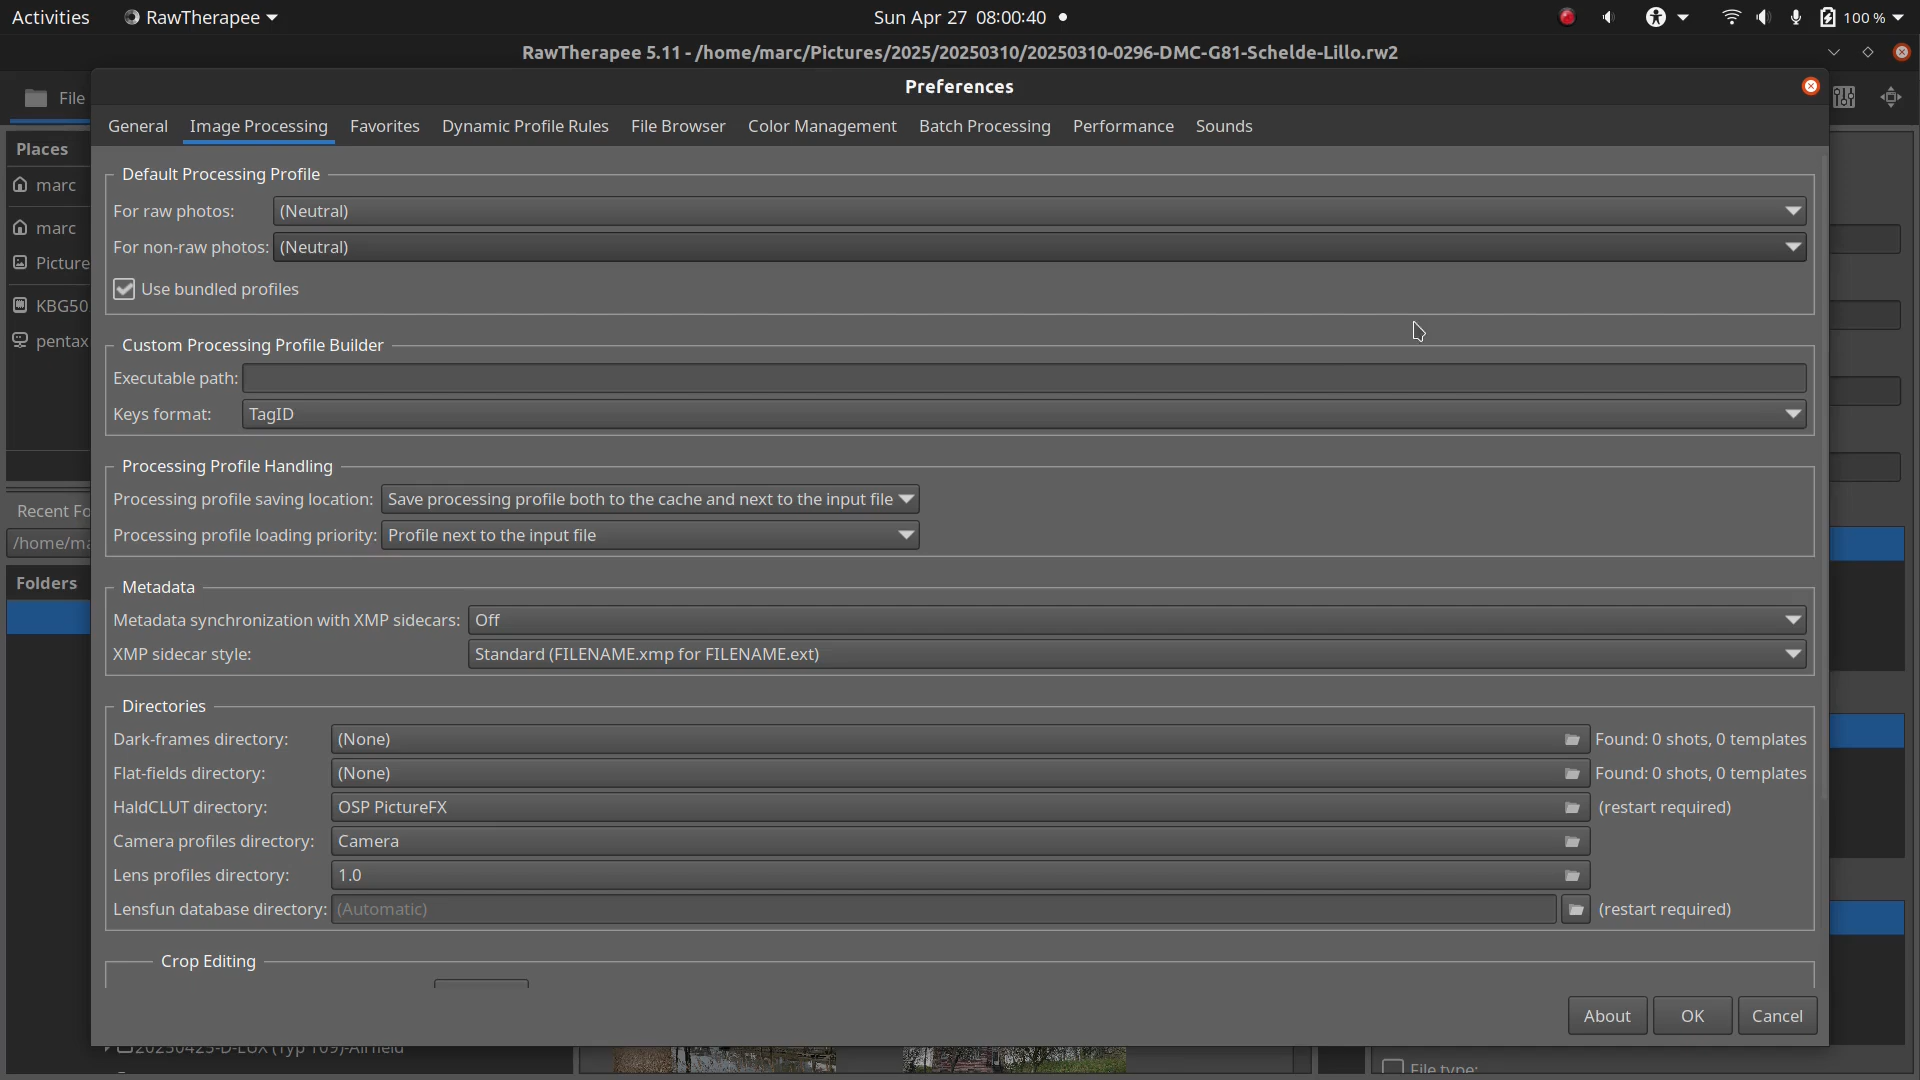 Activities RawTherapee Sun Apr 27 08:00:40 100 %
RawTherapee 5.11 - /home/marc/Pictures/2025/20250310/20250310-0296-DMC-G81-Schelde-Lillo.rw2
Preferences
File
General Image Processing Favorites Dynamic Profile Rules File Browser Color Management Batch Processing Performance Sounds
Places
marc
marc
Picture
KBG50
pentax
Recent Fo
/home/ma
Folders
Default Processing Profile
For raw photos: (Neutral)
For non-raw photos: (Neutral)
Use bundled profiles
Custom Processing Profile Builder
Executable path:
Keys format: TagID
Processing Profile Handling
Processing profile saving location: Save processing profile both to the cache and next to the input file
Processing profile loading priority: Profile next to the input file
Metadata
Metadata synchronization with XMP sidecars: Off
XMP sidecar style: Standard (FILENAME.xmp for FILENAME.ext)
Directories
Dark-frames directory: (None) Found: 0 shots, 0 templates
Flat-fields directory: (None) Found: 0 shots, 0 templates
HaldCLUT directory: OSP PictureFX (restart required)
Camera profiles directory: Camera
Lens profiles directory: 1.0
Lensfun database directory: (Automatic) (restart required)
Crop Editing
About OK Cancel
20250425-D-LUX (Typ 109)-Airfield
File type: